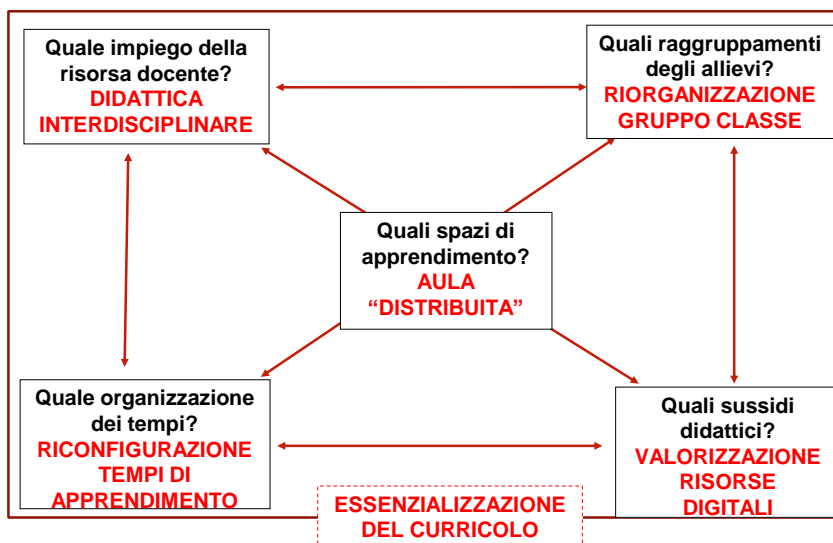 Quale impiego della
risorsa docente?
DIDATTICA
INTERDISCIPLINARE
Quali raggruppamenti
degli allievi?
RIORGANIZZAZIONE
GRUPPO CLASSE
Quali spazi di
apprendimento?
AULA
“DISTRIBUITA”
Quale organizzazione
dei tempi?
RICONFIGURAZIONE
TEMPI DI
APPRENDIMENTO
Quali sussidi
didattici?
VALORIZZAZIONE
RISORSE
DIGITALI
ESSENZIALIZZAZIONE
DEL CURRICOLO